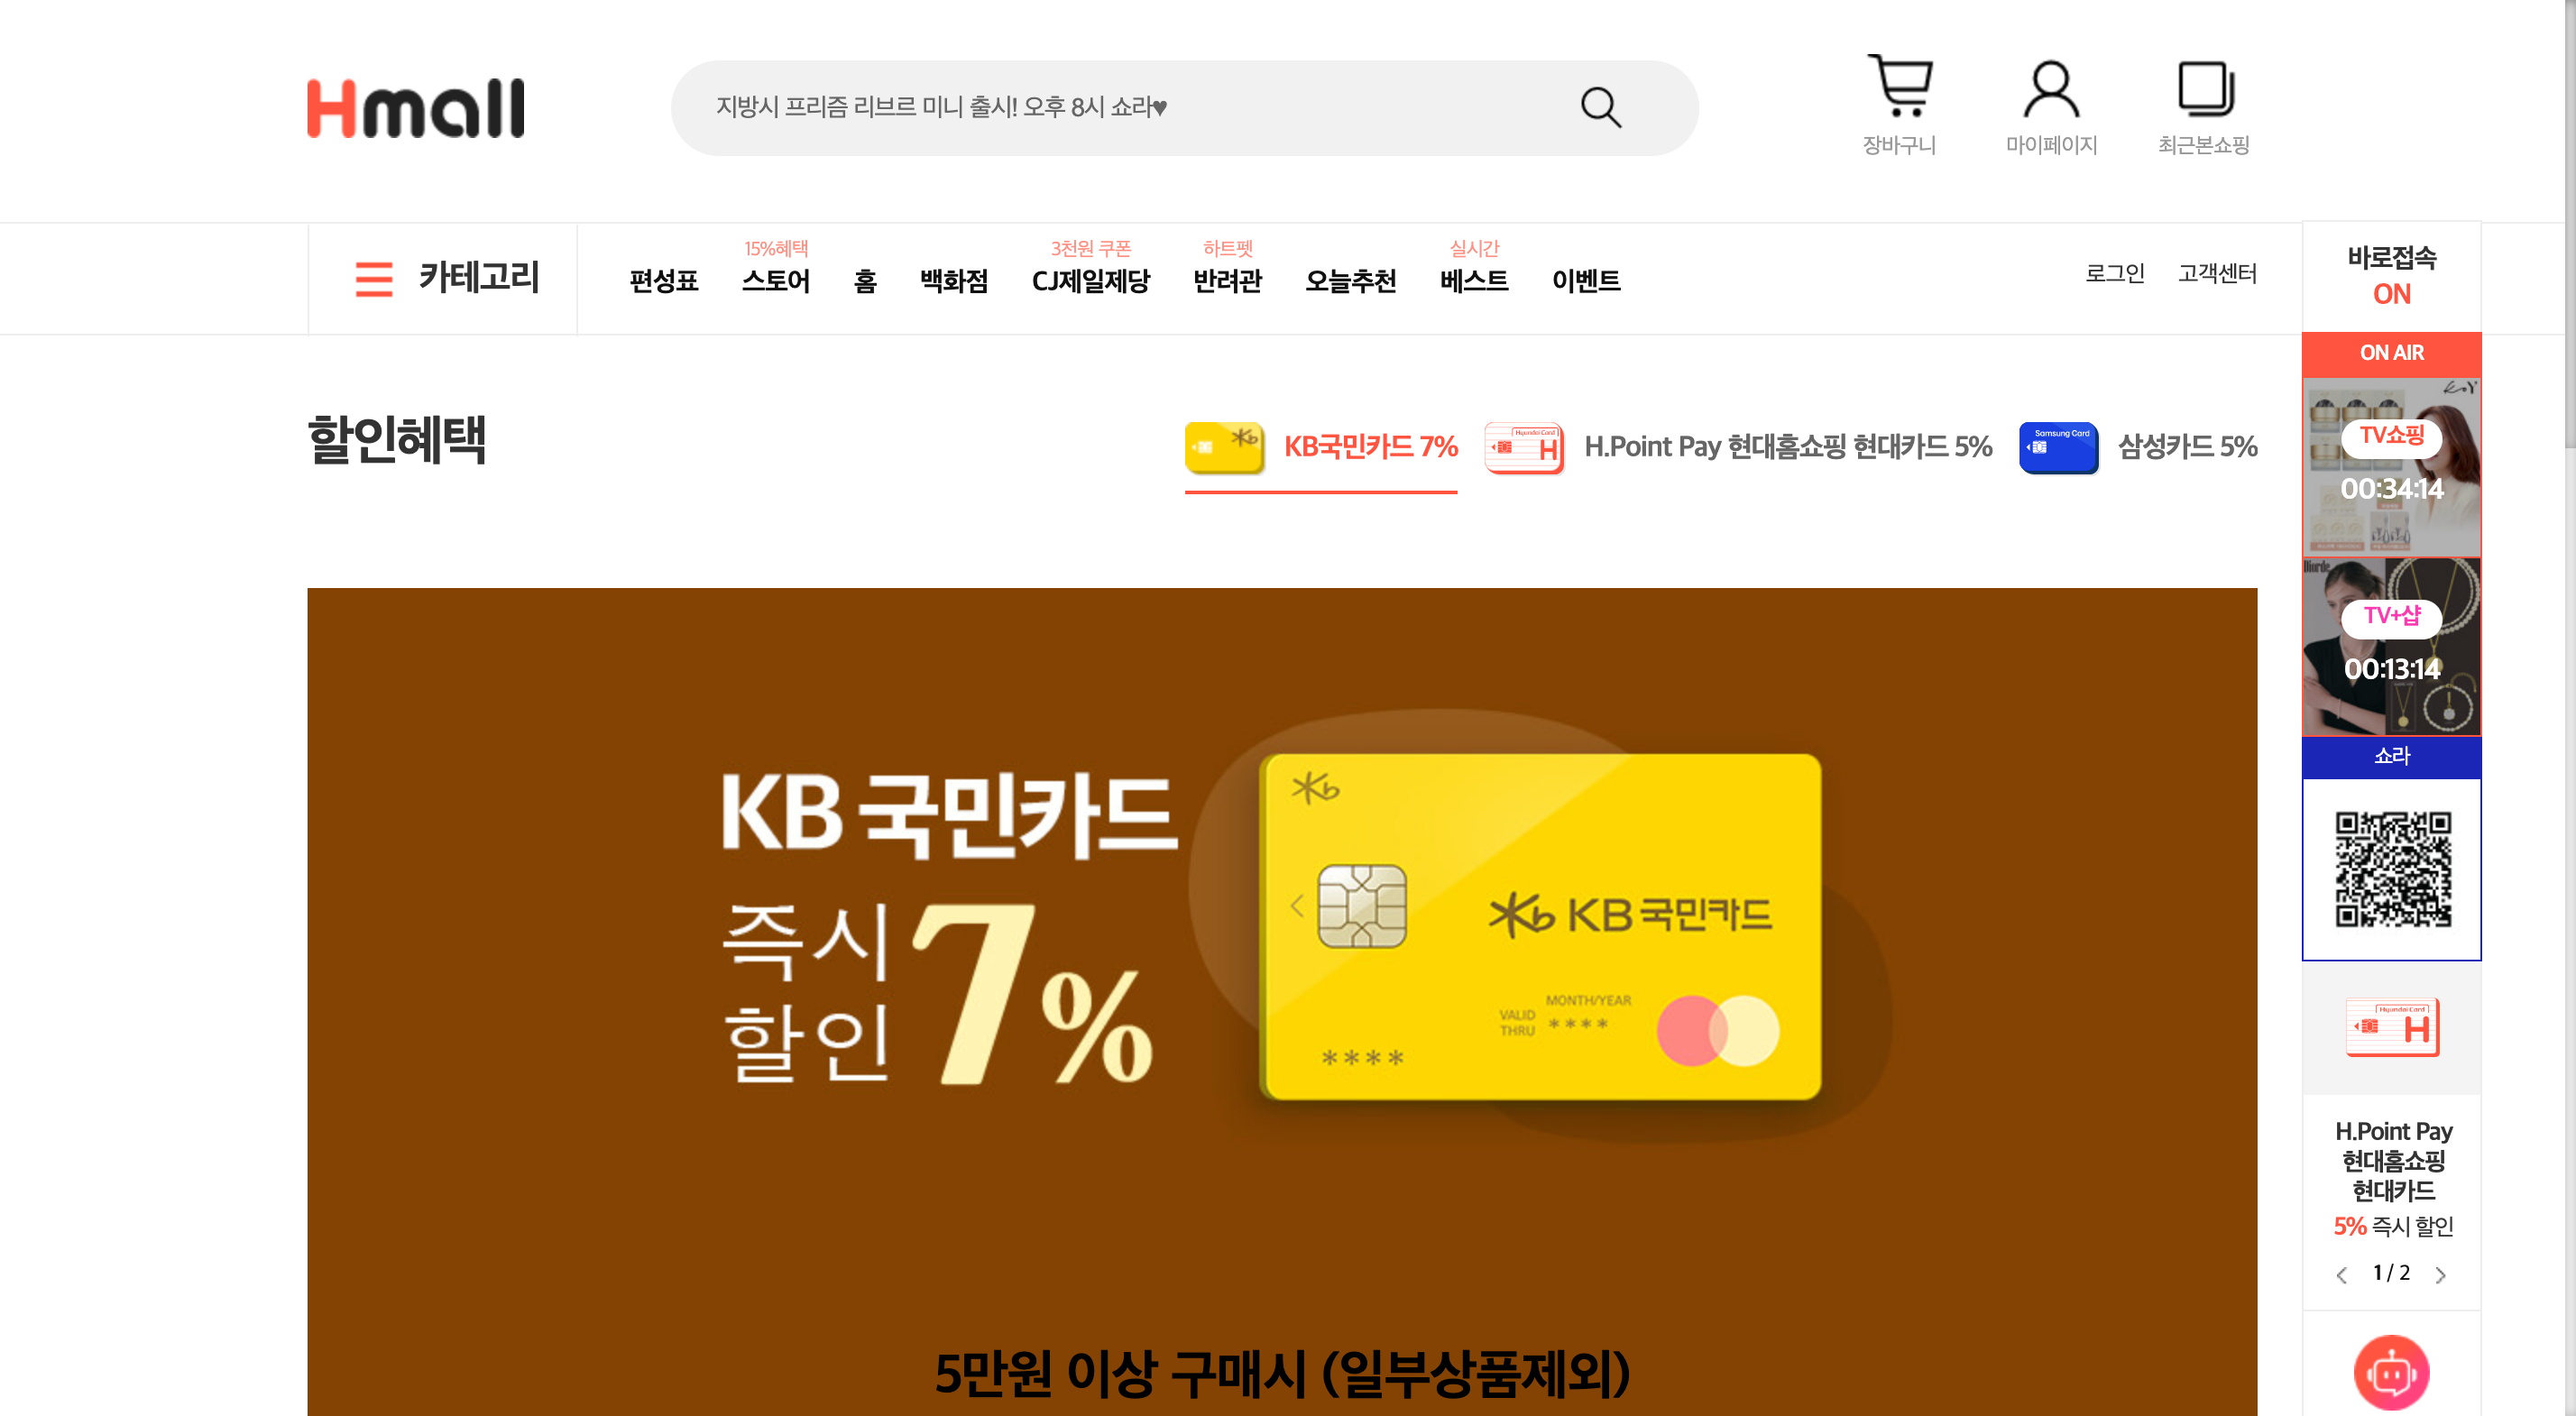 Hmall
지방시 프리즘 리브르 미니 출시! 오후 8시 쇼라♥
장바구니
마이페이지
최근본쇼핑
카테고리
편성표
15%혜택
스토어
홈
백화점
3천원 쿠폰
CJ제일제당
하트펫
반려관
오늘추천
실시간
베스트
이벤트
로그인
고객센터
바로접속
ON
ON AIR
TV쇼핑
00:34:14
Diorde
TV+샵
00:13:14
쇼라
할인혜택
KB국민카드 7%
Hyundai Card
H
H.Point Pay 현대홈쇼핑 현대카드 5%
Samsung Card
삼성카드 5%
KB 국민카드
즉시
할인
7%
KB 국민카드
MONTH/YEAR
VALID
THRU
****
****
5만원 이상 구매시 (일부상품제외)
Hyundai Card
H
H.Point Pay
현대홈쇼핑
현대카드
5% 즉시 할인
1 / 2